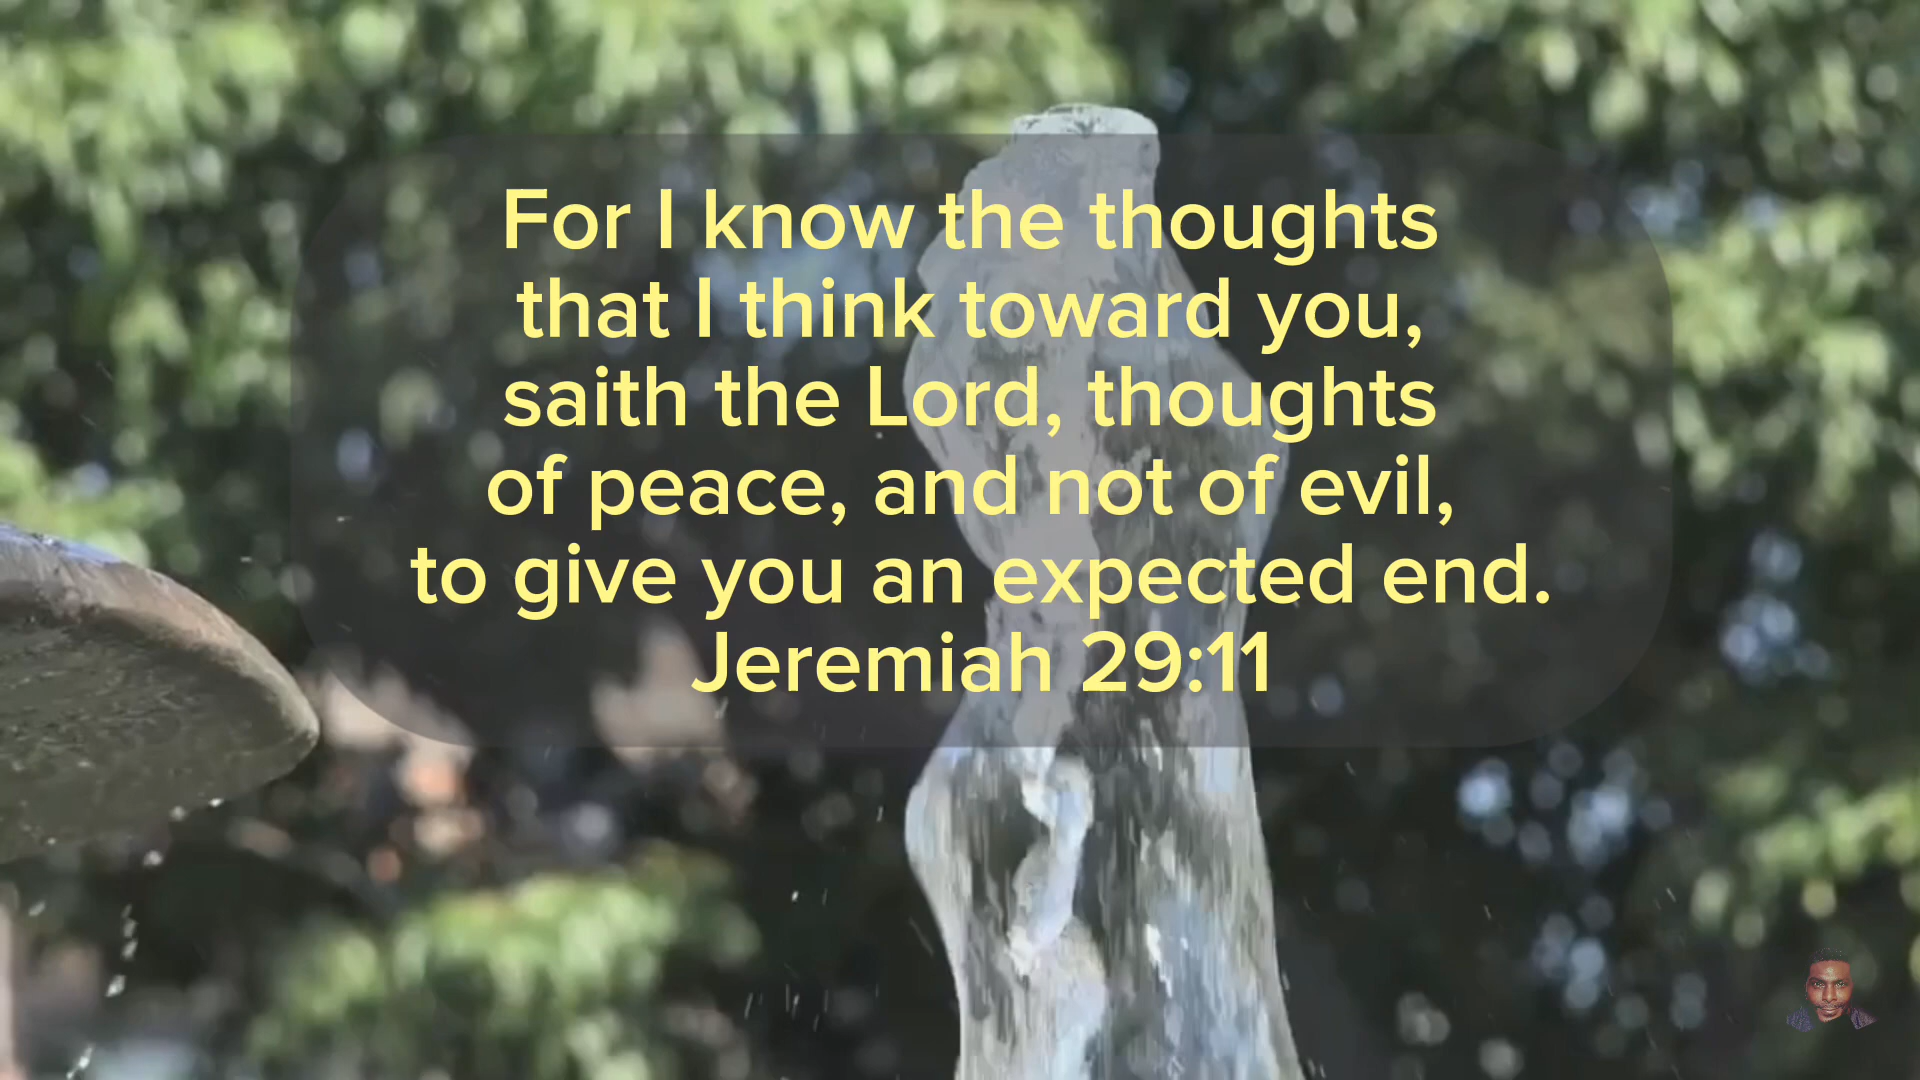 For I know the thoughts
that I think toward you,
saith the Lord, thoughts
of peace, and not of evil,
to give you an expected end.
Jeremiah 29:11